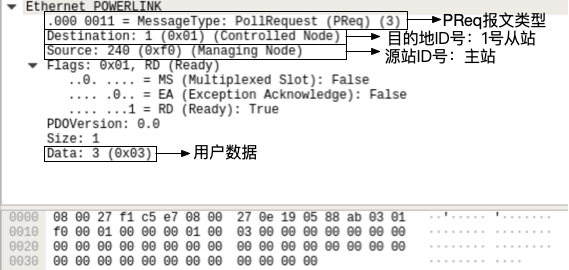 Ethernet POWERLINK
.000 0011 = MessageType: PollRequest (PReq) (3)
PReq报文类型
Destination: 1 (0x01) (Controlled Node)
目的地ID号：1号从站
Source: 240 (0xf0) (Managing Node)
源站ID号：主站
Flags: 0x01, RD (Ready)
..0. .... = MS (Multiplexed Slot): False
.... .0.. = EA (Exception Acknowledge): False
.... ...1 = RD (Ready): True
PDOVersion: 0.0
Size: 1
Data: 3 (0x03)
用户数据
0000 08 00 27 f1 c5 e7 08 00 27 0e 19 05 88 ab 03 01 ..'..... '.......
0010 f0 00 01 00 00 00 01 00 03 00 00 00 00 00 00 00 ........ ........
0020 00 00 00 00 00 00 00 00 00 00 00 00 00 00 00 00 ........ ........
0030 00 00 00 00 00 00 00 00 00 00 00 00 ........ ....